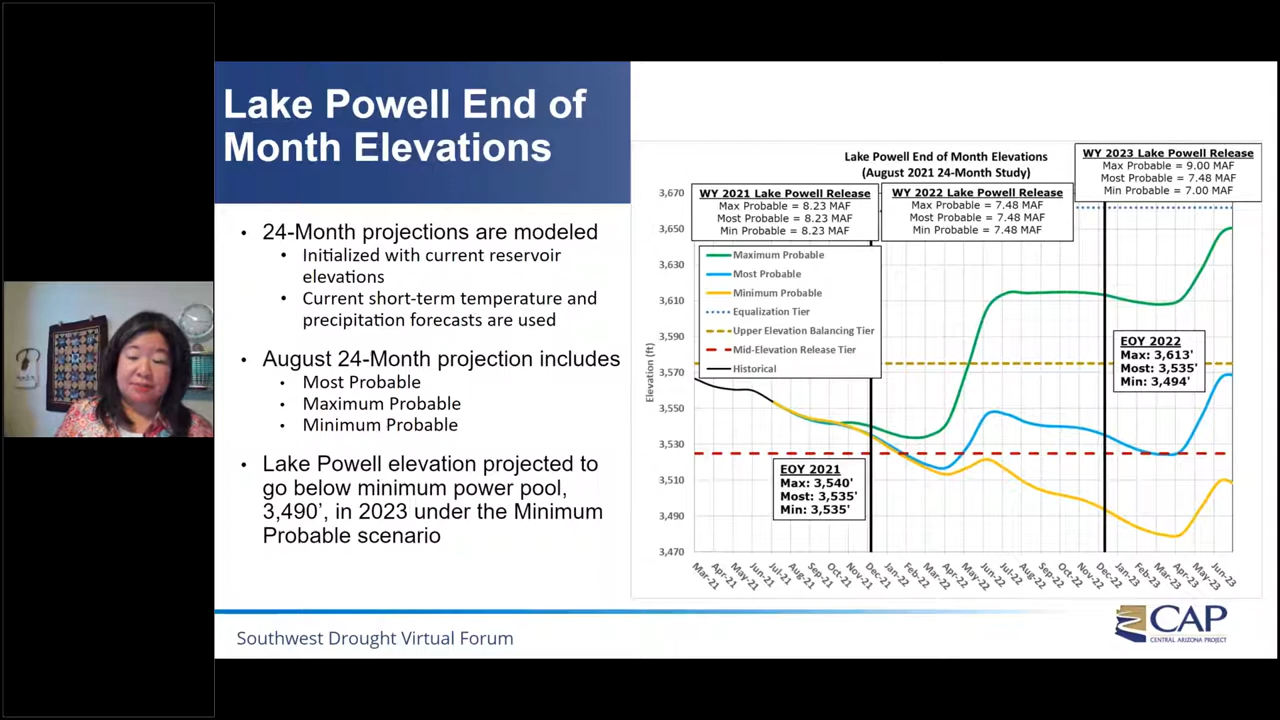 Lake Powell End of
Month Elevations
• 24-Month projections are modeled
• Initialized with current reservoir
elevations
• Current short-term temperature and
precipitation forecasts are used
• August 24-Month projection includes
• Most Probable
• Maximum Probable
• Minimum Probable
• Lake Powell elevation projected to
go below minimum power pool,
3,490’, in 2023 under the Minimum
Probable scenario
Lake Powell End of Month Elevations
(August 2021 24-Month Study)
WY 2021 Lake Powell Release
Max Probable = 8.23 MAF
Most Probable = 8.23 MAF
Min Probable = 8.23 MAF
WY 2022 Lake Powell Release
Max Probable = 7.48 MAF
Most Probable = 7.48 MAF
Min Probable = 7.48 MAF
WY 2023 Lake Powell Release
Max Probable = 9.00 MAF
Most Probable = 7.48 MAF
Min Probable = 7.00 MAF
Maximum Probable
Most Probable
Minimum Probable
Equalization Tier
Upper Elevation Balancing Tier
Mid-Elevation Release Tier
Historical
EOY 2021
Max: 3,540'
Most: 3,535'
Min: 3,535'
EOY 2022
Max: 3,613'
Most: 3,535'
Min: 3,494'
Elevation (ft)
3,670
3,650
3,630
3,610
3,590
3,570
3,550
3,530
3,510
3,490
3,470
Mar-21
Apr-21
May-21
Jun-21
Jul-21
Aug-21
Sep-21
Oct-21
Nov-21
Dec-21
Jan-22
Feb-22
Mar-22
Apr-22
May-22
Jun-22
Jul-22
Aug-22
Sep-22
Oct-22
Nov-22
Dec-22
Jan-23
Feb-23
Mar-23
Apr-23
May-23
Jun-23
Southwest Drought Virtual Forum
CAP
CENTRAL ARIZONA PROJECT